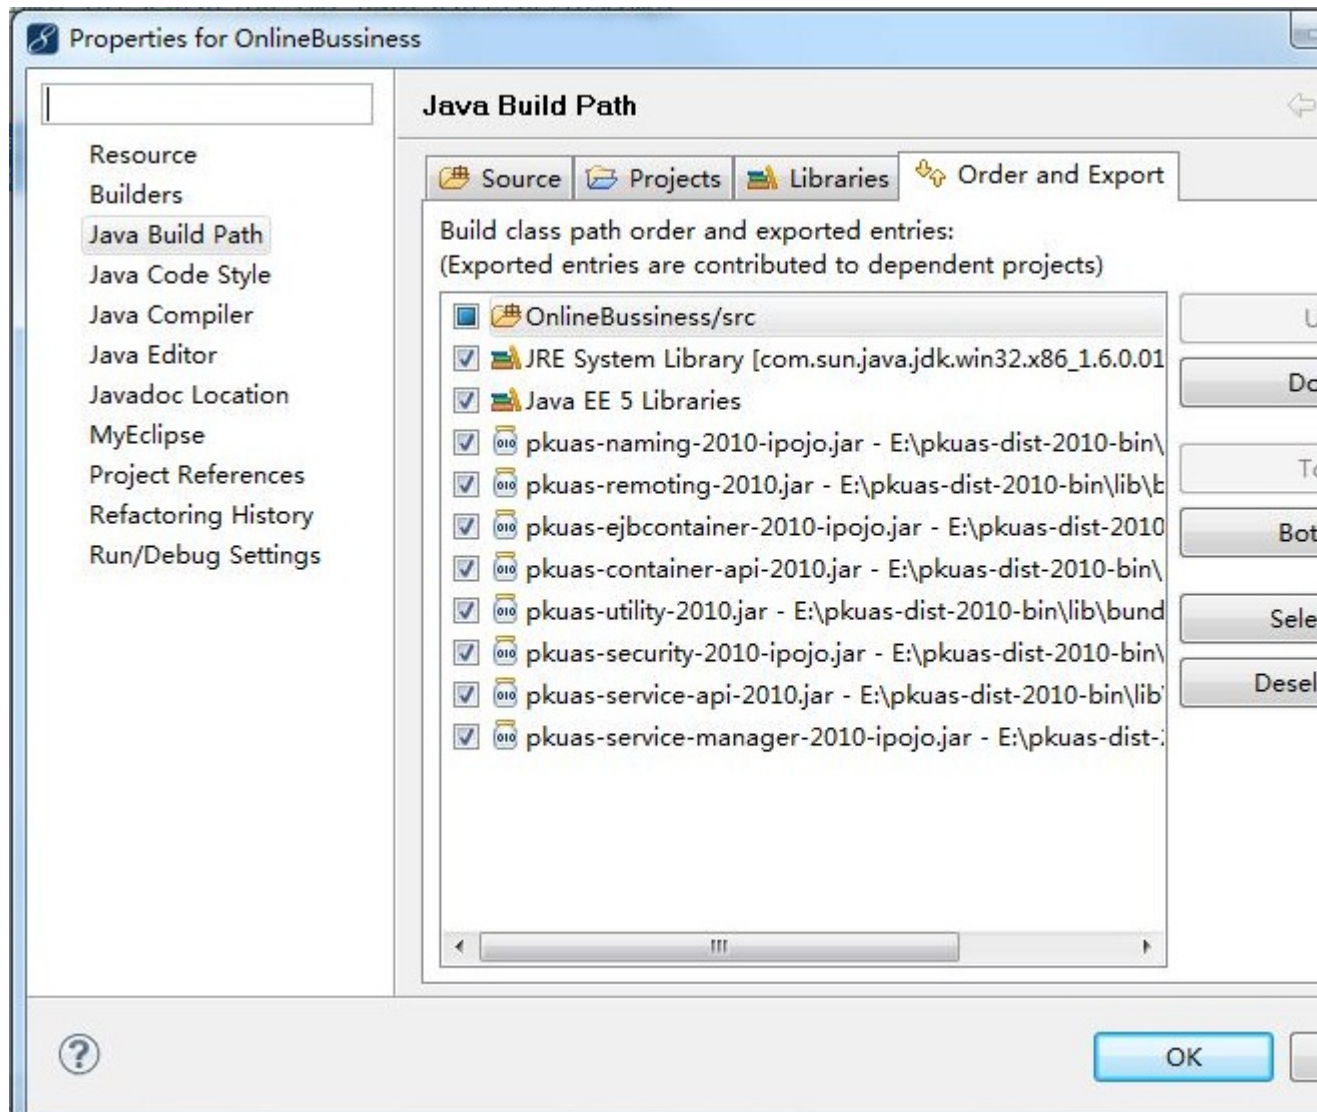 Properties for OnlineBussiness
Java Build Path
Resource
Builders
Java Build Path
Java Code Style
Java Compiler
Java Editor
Javadoc Location
MyEclipse
Project References
Refactoring History
Run/Debug Settings
Source Projects Libraries Order and Export
Build class path order and exported entries:
(Exported entries are contributed to dependent projects)
OnlineBussiness/src
JRE System Library [com.sun.java.jdk.win32.x86_1.6.0.01
Java EE 5 Libraries
pkuas-naming-2010-ipojo.jar - E:\pkuas-dist-2010-bin\
pkuas-remoting-2010.jar - E:\pkuas-dist-2010-bin\lib\
pkuas-ejbcontainer-2010-ipojo.jar - E:\pkuas-dist-2010
pkuas-container-api-2010.jar - E:\pkuas-dist-2010-bin\
pkuas-utility-2010.jar - E:\pkuas-dist-2010-bin\lib\bund
pkuas-security-2010-ipojo.jar - E:\pkuas-dist-2010-bin\
pkuas-service-api-2010.jar - E:\pkuas-dist-2010-bin\lib
pkuas-service-manager-2010-ipojo.jar - E:\pkuas-dist-
U
Do
To
Bot
Sele
Desel
OK